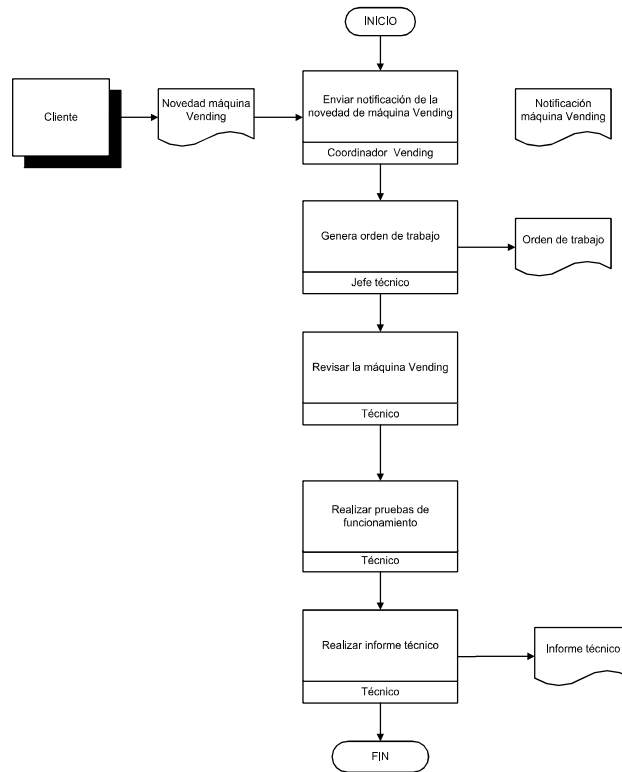 INICIO
Cliente
Novedad máquina
Vending
Enviar notificación de la
novedad de máquina Vending
Coordinador Vending
Notificación
máquina Vending
Genera orden de trabajo
Jefe técnico
Orden de trabajo
Revisar la máquina Vending
Técnico
Realizar pruebas de
funcionamiento
Técnico
Realizar informe técnico
Técnico
Informe técnico
FIN